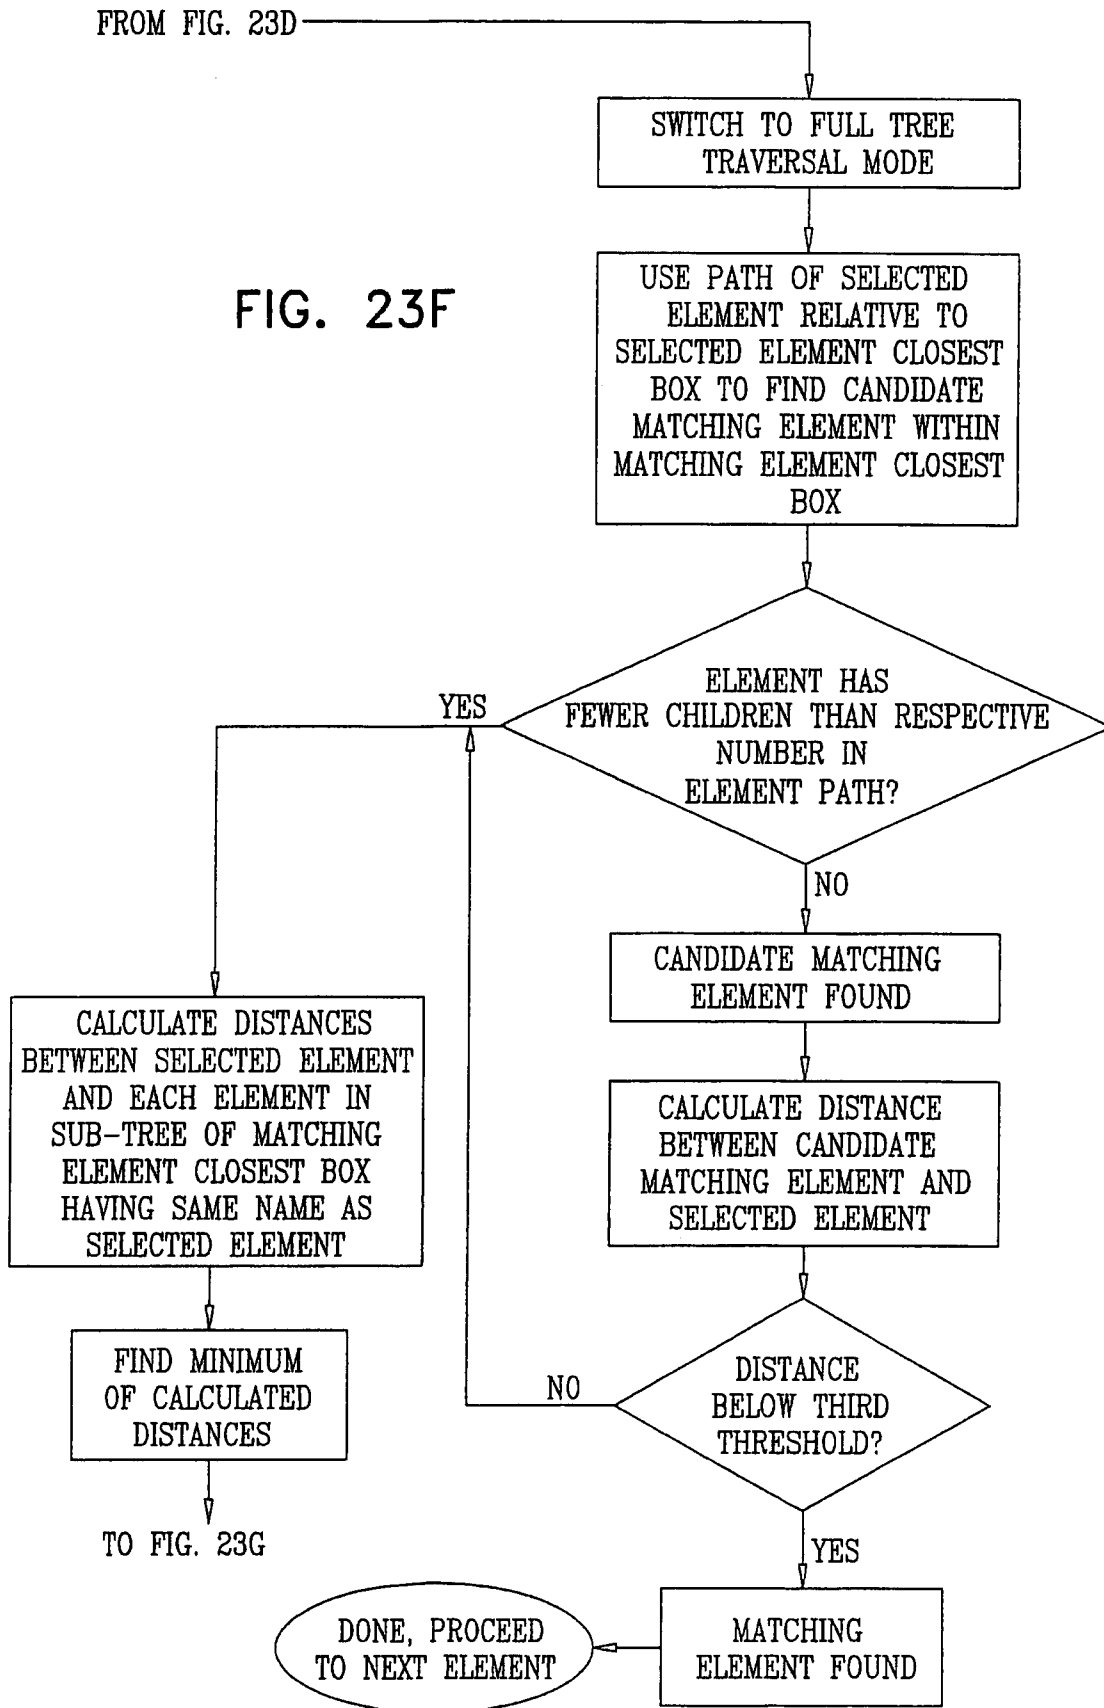 FROM FIG. 23D
SWITCH TO FULL TREE
TRAVERSAL MODE
FIG. 23F
USE PATH OF SELECTED
ELEMENT RELATIVE TO
SELECTED ELEMENT CLOSEST
BOX TO FIND CANDIDATE
MATCHING ELEMENT WITHIN
MATCHING ELEMENT CLOSEST
BOX
ELEMENT HAS
FEWER CHILDREN THAN RESPECTIVE
NUMBER IN
ELEMENT PATH?
YES
NO
CANDIDATE MATCHING
ELEMENT FOUND
CALCULATE DISTANCE
BETWEEN CANDIDATE
MATCHING ELEMENT AND
SELECTED ELEMENT
DISTANCE
BELOW THIRD
THRESHOLD?
NO
YES
MATCHING
ELEMENT FOUND
DONE, PROCEED
TO NEXT ELEMENT
CALCULATE DISTANCES
BETWEEN SELECTED ELEMENT
AND EACH ELEMENT IN
SUB-TREE OF MATCHING
ELEMENT CLOSEST BOX
HAVING SAME NAME AS
SELECTED ELEMENT
FIND MINIMUM
OF CALCULATED
DISTANCES
TO FIG. 23G